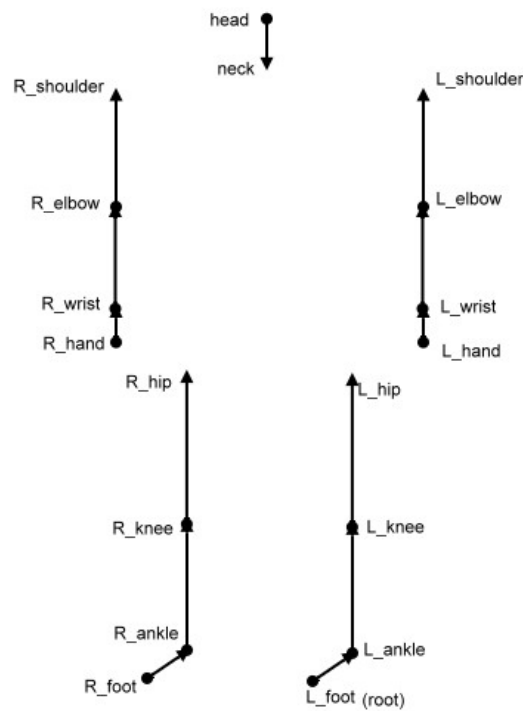 head
neck
R_shoulder
L_shoulder
R_elbow
L_elbow
R_wrist
L_wrist
R_hand
L_hand
R_hip
L_hip
R_knee
L_knee
R_ankle
L_ankle
R_foot
L_foot (root)